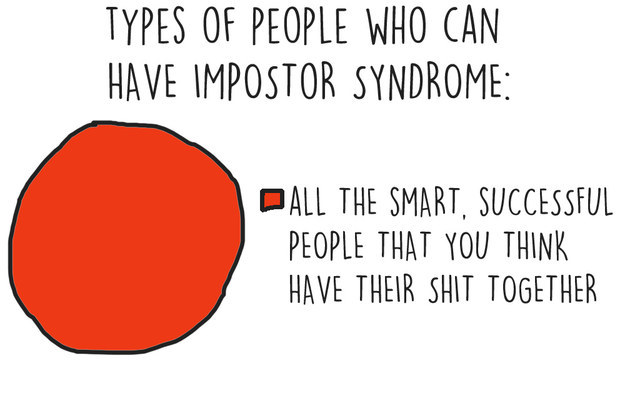 TYPES OF PEOPLE WHO CAN
HAVE IMPOSTOR SYNDROME:
ALL THE SMART, SUCCESSFUL
PEOPLE THAT YOU THINK
HAVE THEIR SHIT TOGETHER